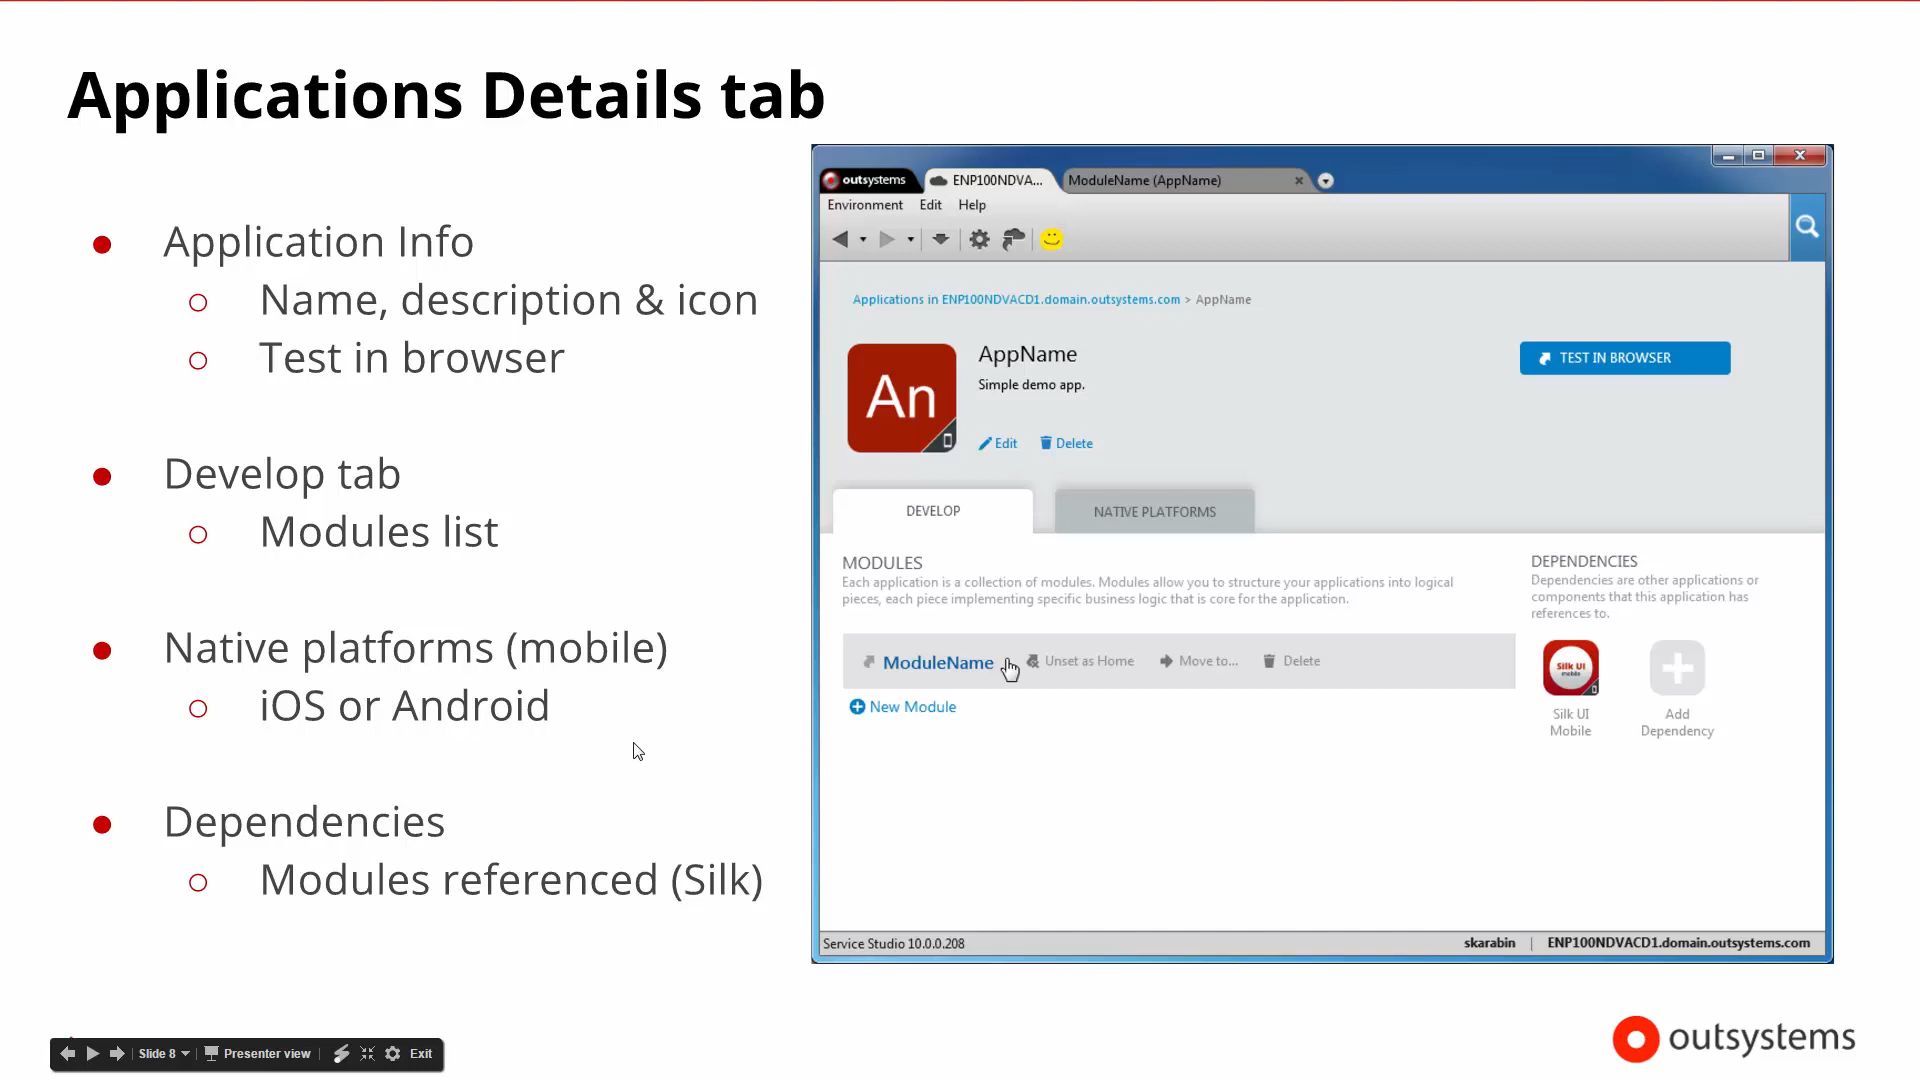 Applications Details tab
● Application Info
○ Name, description & icon
○ Test in browser
● Develop tab
○ Modules list
● Native platforms (mobile)
○ iOS or Android
● Dependencies
○ Modules referenced (Silk)
outsystems
ENP100NDVA...
ModuleName (AppName)
Environment Edit Help
Applications in ENP100NDVACD1.domain.outsystems.com > AppName
An
AppName
Simple demo app.
Edit Delete
TEST IN BROWSER
DEVELOP
NATIVE PLATFORMS
MODULES
Each application is a collection of modules. Modules allow you to structure your applications into logical
pieces, each piece implementing specific business logic that is core for the application.
ModuleName Unset as Home Move to... Delete
New Module
DEPENDENCIES
Dependencies are other applications or
components that this application has
references to.
Silk UI
mobile
Silk UI
Mobile
Add
Dependency
Service Studio 10.0.0.208
skarabin | ENP100NDVACD1.domain.outsystems.com
Slide 8 Presenter view Exit
outsystems